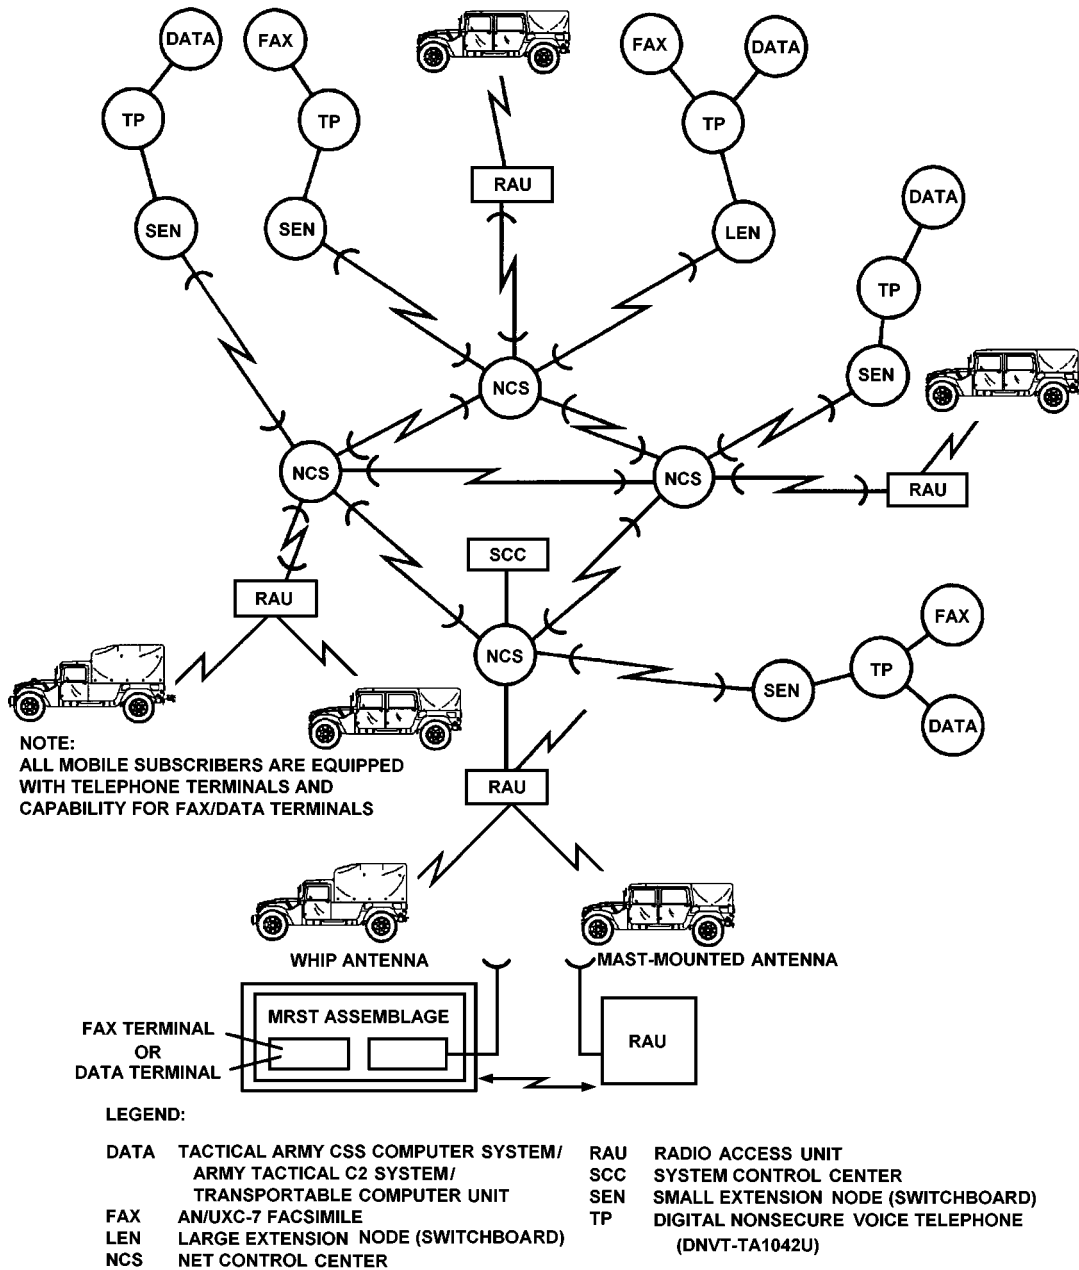 DATA
FAX
FAX
DATA
TP
TP
TP
RAU
DATA
SEN
SEN
LEN
TP
SEN
NCS
NCS
NCS
RAU
SCC
RAU
FAX
NCS
TP
SEN
DATA
NOTE:
ALL MOBILE SUBSCRIBERS ARE EQUIPPED
WITH TELEPHONE TERMINALS AND
CAPABILITY FOR FAX/DATA TERMINALS
RAU
WHIP ANTENNA
MAST-MOUNTED ANTENNA
MRST ASSEMBLAGE
FAX TERMINAL
OR
DATA TERMINAL
RAU
LEGEND:
DATA TACTICAL ARMY CSS COMPUTER SYSTEM/
ARMY TACTICAL C2 SYSTEM/
TRANSPORTABLE COMPUTER UNIT
FAX AN/UXC-7 FACSIMILE
LEN LARGE EXTENSION NODE (SWITCHBOARD)
NCS NET CONTROL CENTER
RAU RADIO ACCESS UNIT
SCC SYSTEM CONTROL CENTER
SEN SMALL EXTENSION NODE (SWITCHBOARD)
TP DIGITAL NONSECURE VOICE TELEPHONE
(DNVT-TA1042U)